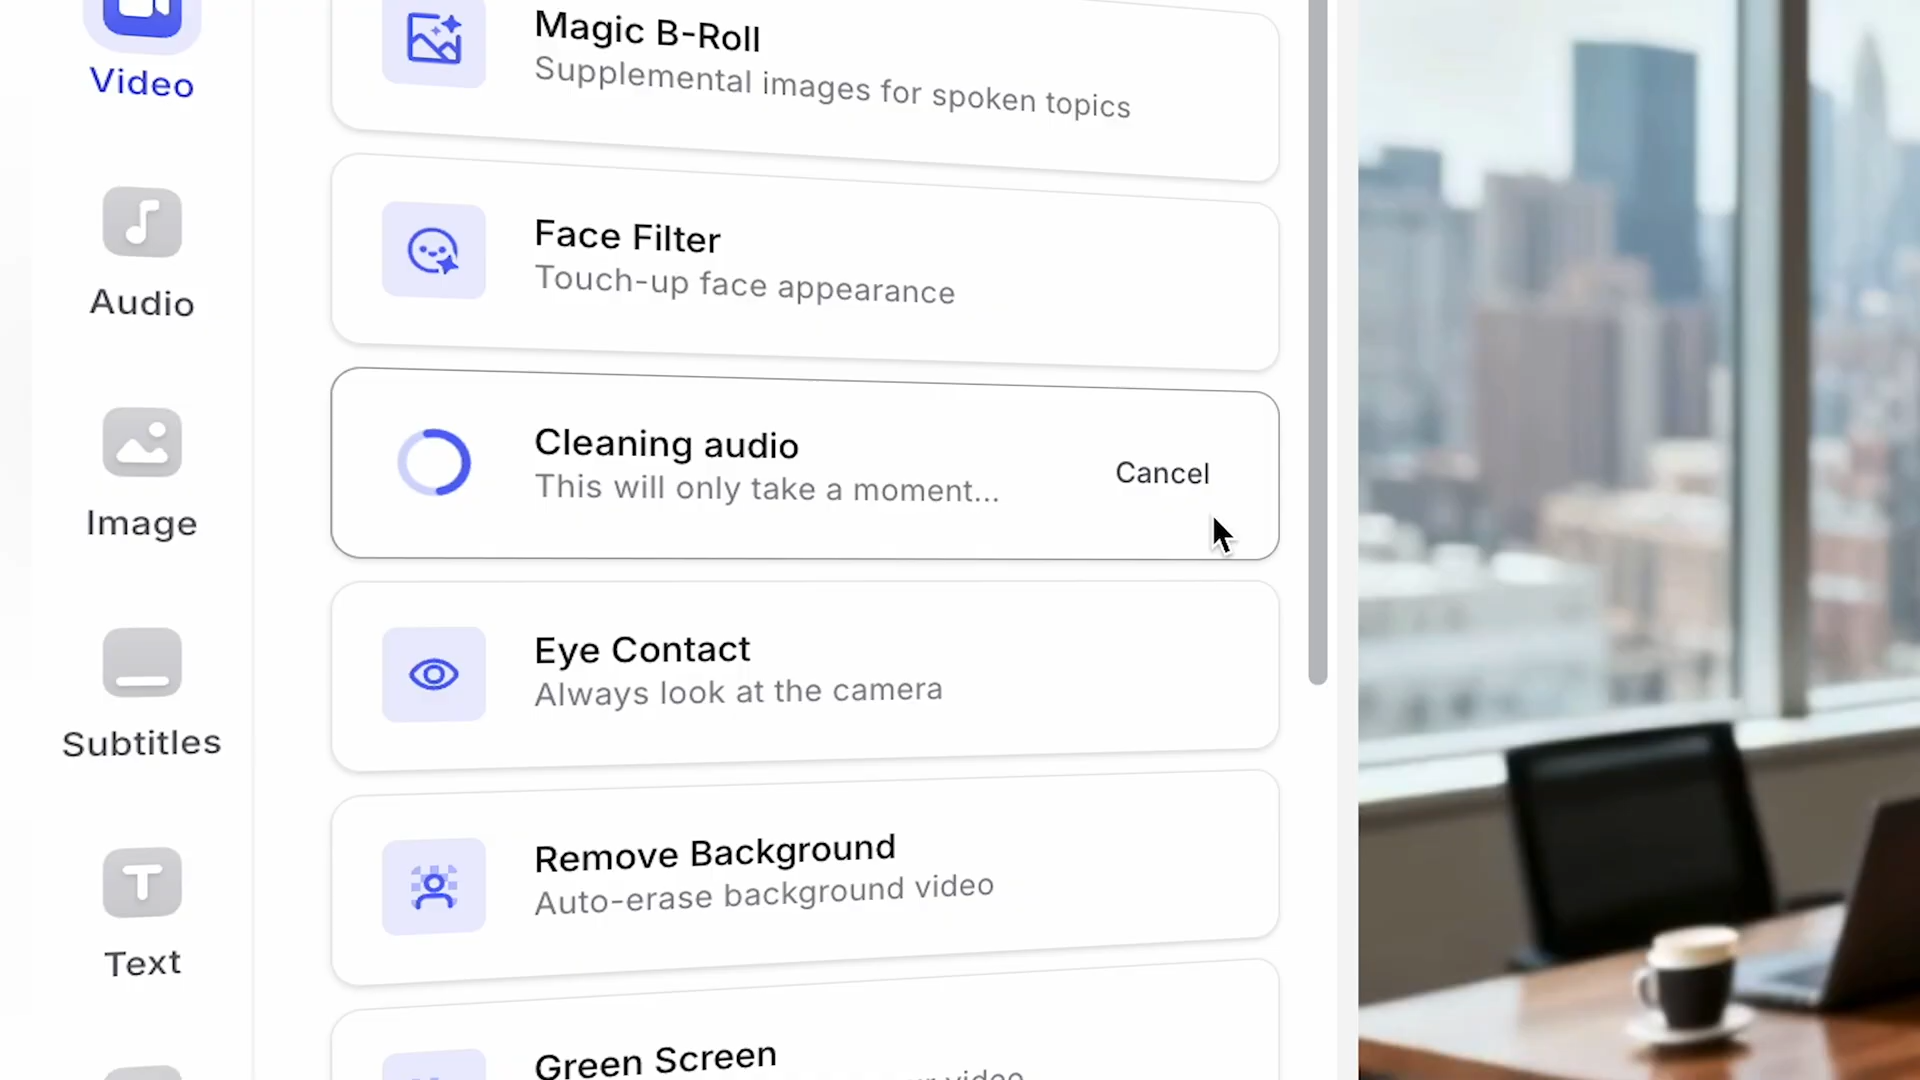 Video
Audio
Image
Subtitles
Text
Magic B-Roll
Supplemental images for spoken topics
Face Filter
Touch-up face appearance
Cleaning audio
This will only take a moment...
Cancel
Eye Contact
Always look at the camera
Remove Background
Auto-erase background video
Green Screen
video